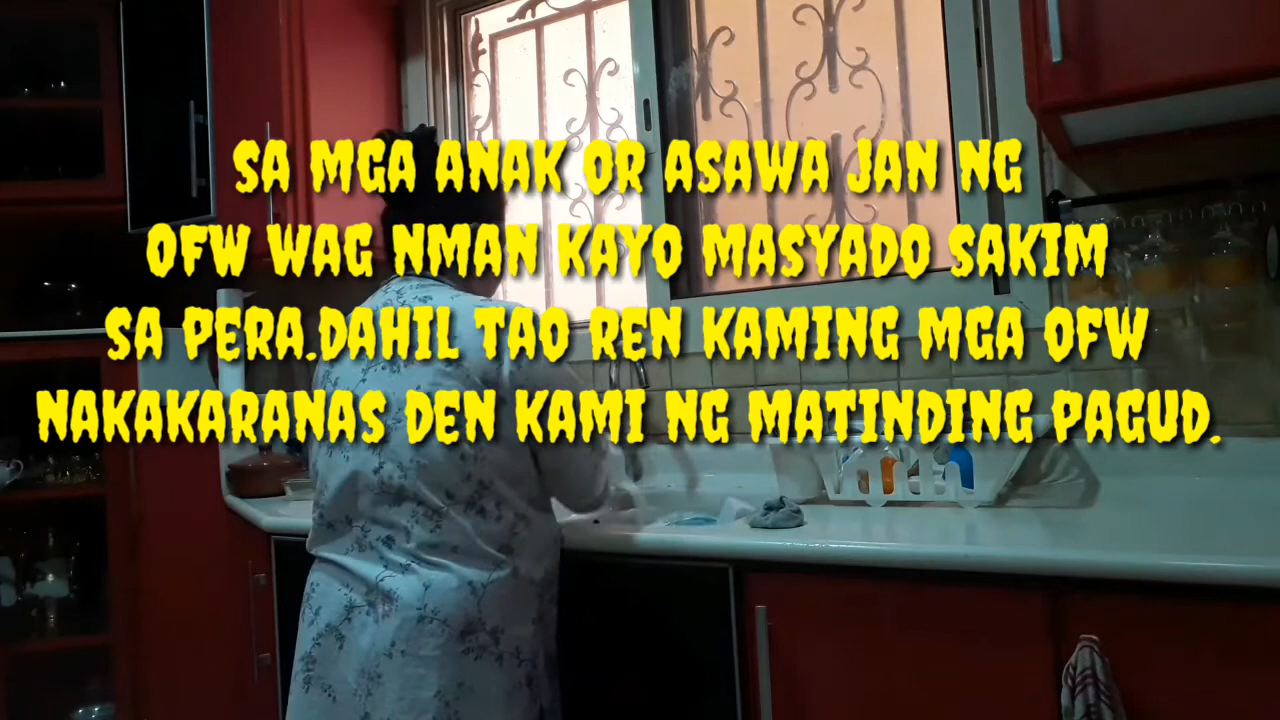 SA MGA ANAK OR ASAWA JAN NG
OFW WAG NMAN KAYO MASYADO SAKIM
SA PERA.DAHIL TAO REN KAMING MGA OFW
NAKAKARANAS DEN KAMI NG MATINDING PAGUD.